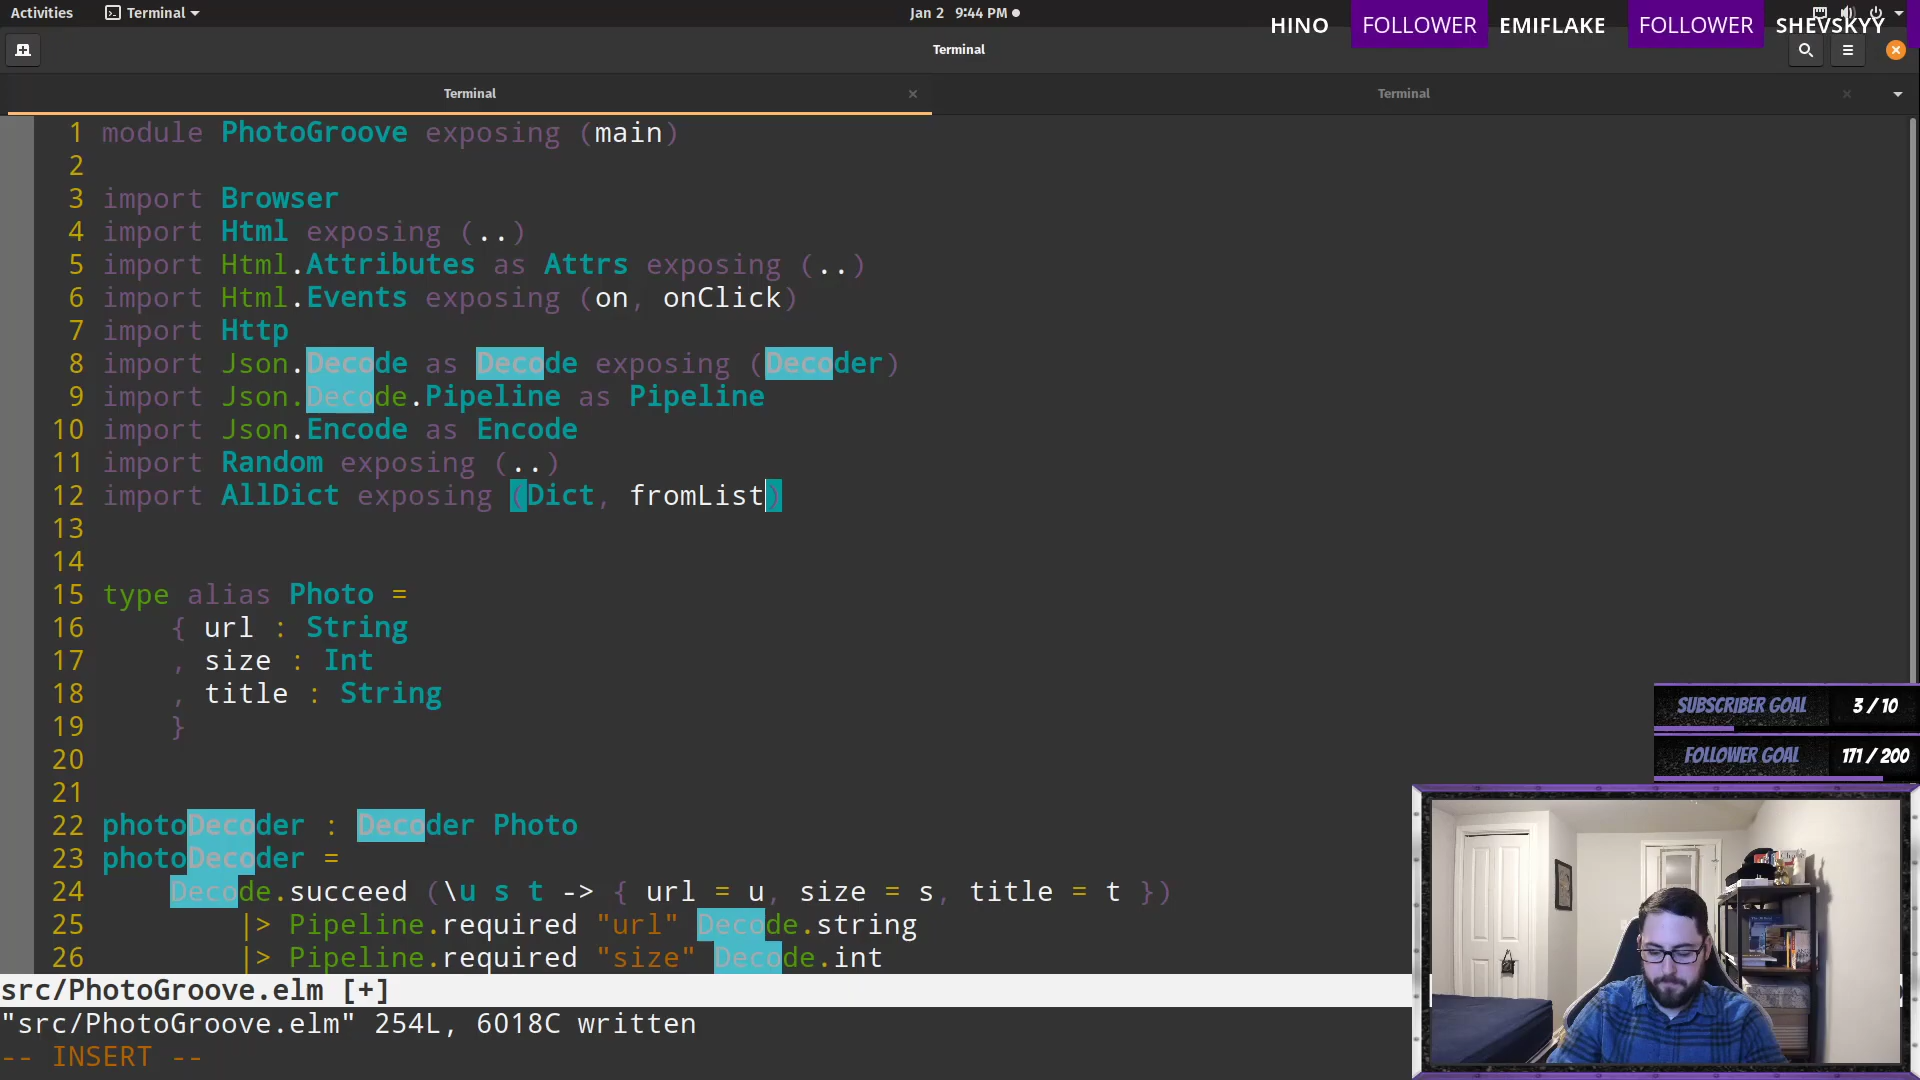 Activities Terminal Jan 2 9:44 PM
HINO FOLLOWER EMIFLAKE FOLLOWER SHEVSKYY
Terminal
Terminal Terminal
1 module PhotoGroove exposing (main)
2
3 import Browser
4 import Html exposing (..)
5 import Html.Attributes as Attrs exposing (..)
6 import Html.Events exposing (on, onClick)
7 import Http
8 import Json.Decode as Decode exposing (Decoder)
9 import Json.Decode.Pipeline as Pipeline
10 import Json.Encode as Encode
11 import Random exposing (..)
12 import AllDict exposing (Dict, fromList)
13
14
15 type alias Photo =
16 { url : String
17 , size : Int
18 , title : String
19 }
20
21
22 photoDecoder : Decoder Photo
23 photoDecoder =
24 Decode.succeed (\u s t -> { url = u, size = s, title = t })
25 |> Pipeline.required "url" Decode.string
26 |> Pipeline.required "size" Decode.int
src/PhotoGroove.elm [+]
"src/PhotoGroove.elm" 254L, 6018C written
-- INSERT --
SUBSCRIBER GOAL 3 / 10
FOLLOWER GOAL 171 / 200